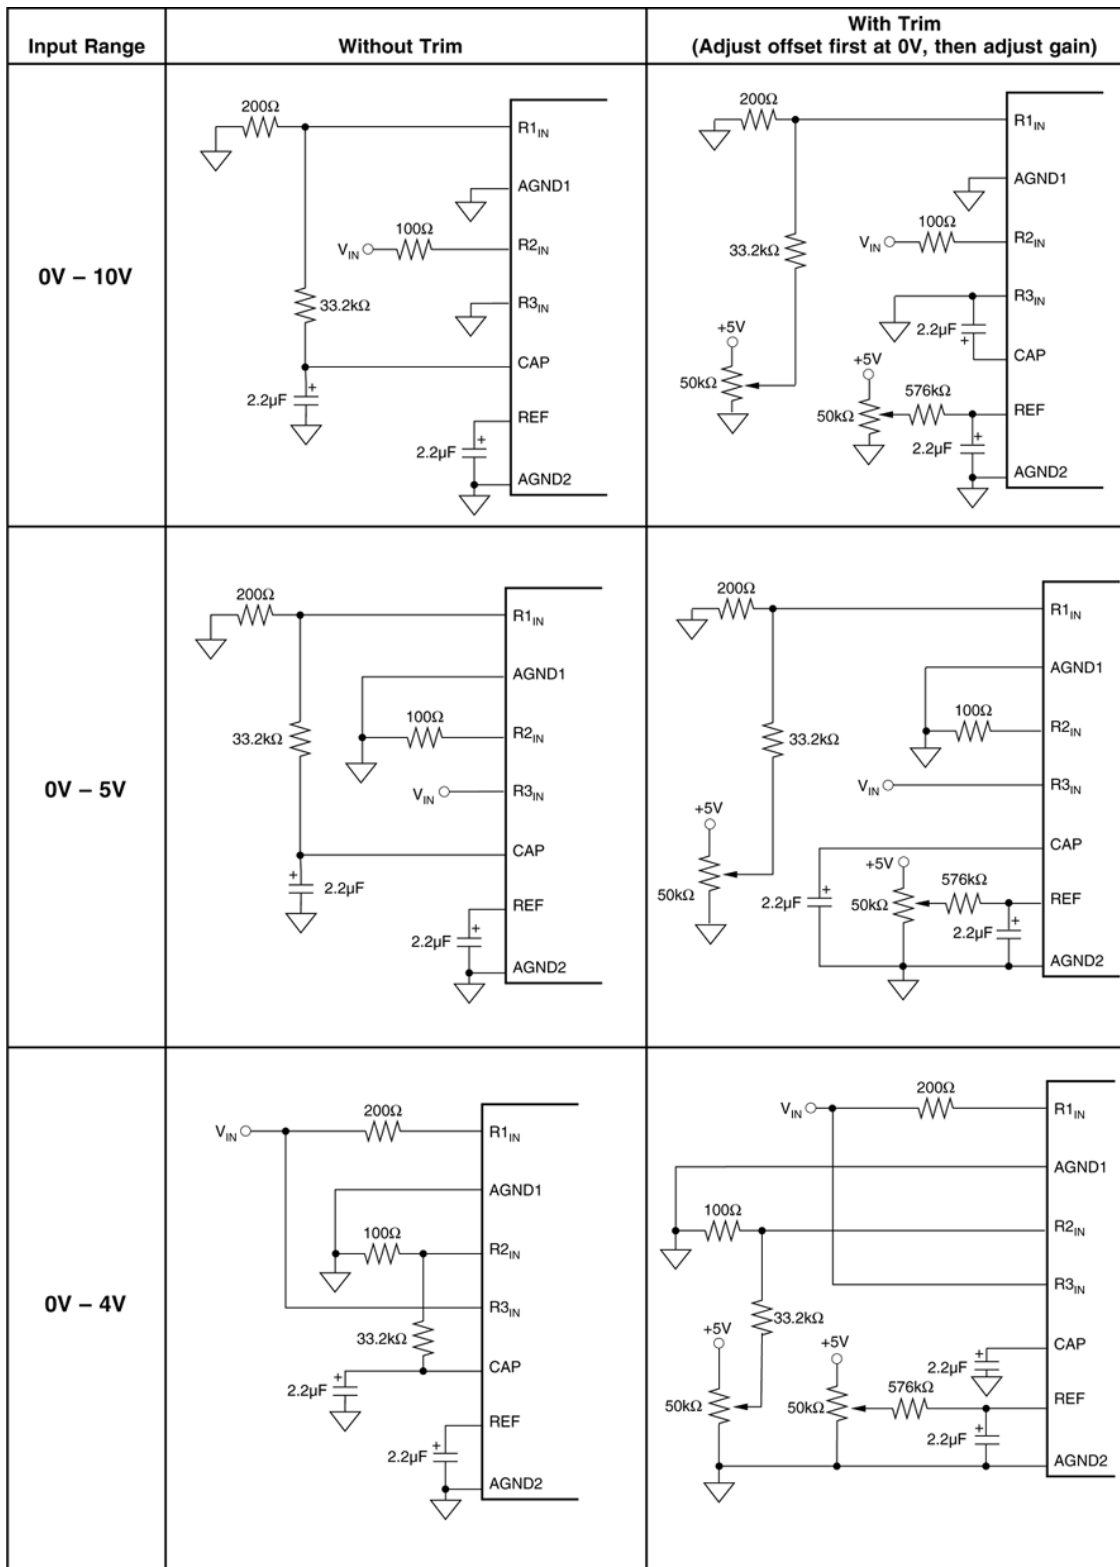 Input Range
Without Trim
With Trim
(Adjust offset first at 0V, then adjust gain)
0V – 10V
200Ω
R1IN
AGND1
100Ω
VIN
R2IN
R3IN
33.2kΩ
CAP
2.2µF
REF
2.2µF
AGND2
200Ω
R1IN
AGND1
100Ω
33.2kΩ
VIN
R2IN
R3IN
+5V
2.2µF
CAP
+5V
50kΩ
576kΩ
50kΩ
REF
2.2µF
AGND2
0V – 5V
200Ω
R1IN
AGND1
100Ω
33.2kΩ
R2IN
VIN
R3IN
CAP
2.2µF
REF
2.2µF
AGND2
200Ω
R1IN
AGND1
100Ω
33.2kΩ
R2IN
VIN
R3IN
+5V
CAP
+5V
576kΩ
50kΩ
2.2µF
50kΩ
REF
2.2µF
AGND2
0V – 4V
200Ω
VIN
R1IN
AGND1
100Ω
R2IN
R3IN
33.2kΩ
CAP
2.2µF
REF
2.2µF
AGND2
200Ω
VIN
R1IN
AGND1
100Ω
R2IN
R3IN
33.2kΩ
+5V
+5V
CAP
2.2µF
576kΩ
50kΩ
50kΩ
REF
2.2µF
AGND2